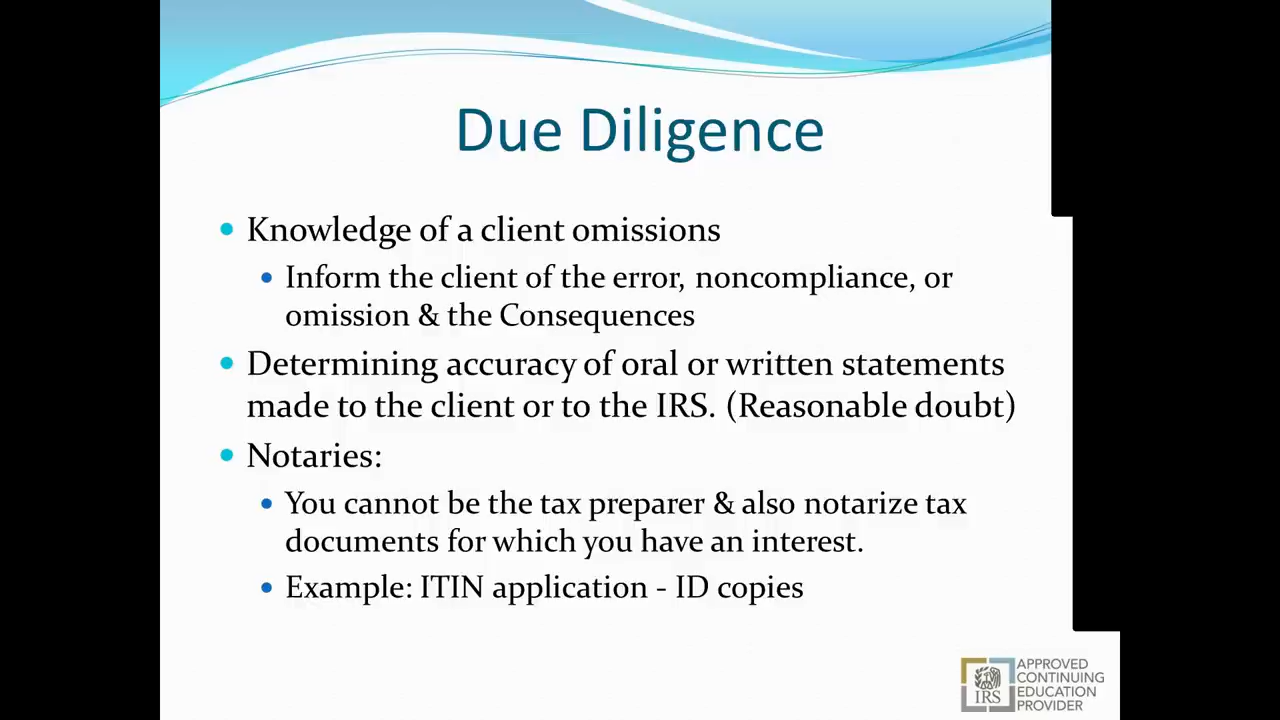 Due Diligence
• Knowledge of a client omissions
• Inform the client of the error, noncompliance, or
omission & the Consequences
• Determining accuracy of oral or written statements
made to the client or to the IRS. (Reasonable doubt)
• Notaries:
• You cannot be the tax preparer & also notarize tax
documents for which you have an interest.
• Example: ITIN application - ID copies
IRS
APPROVED
CONTINUING
EDUCATION
PROVIDER